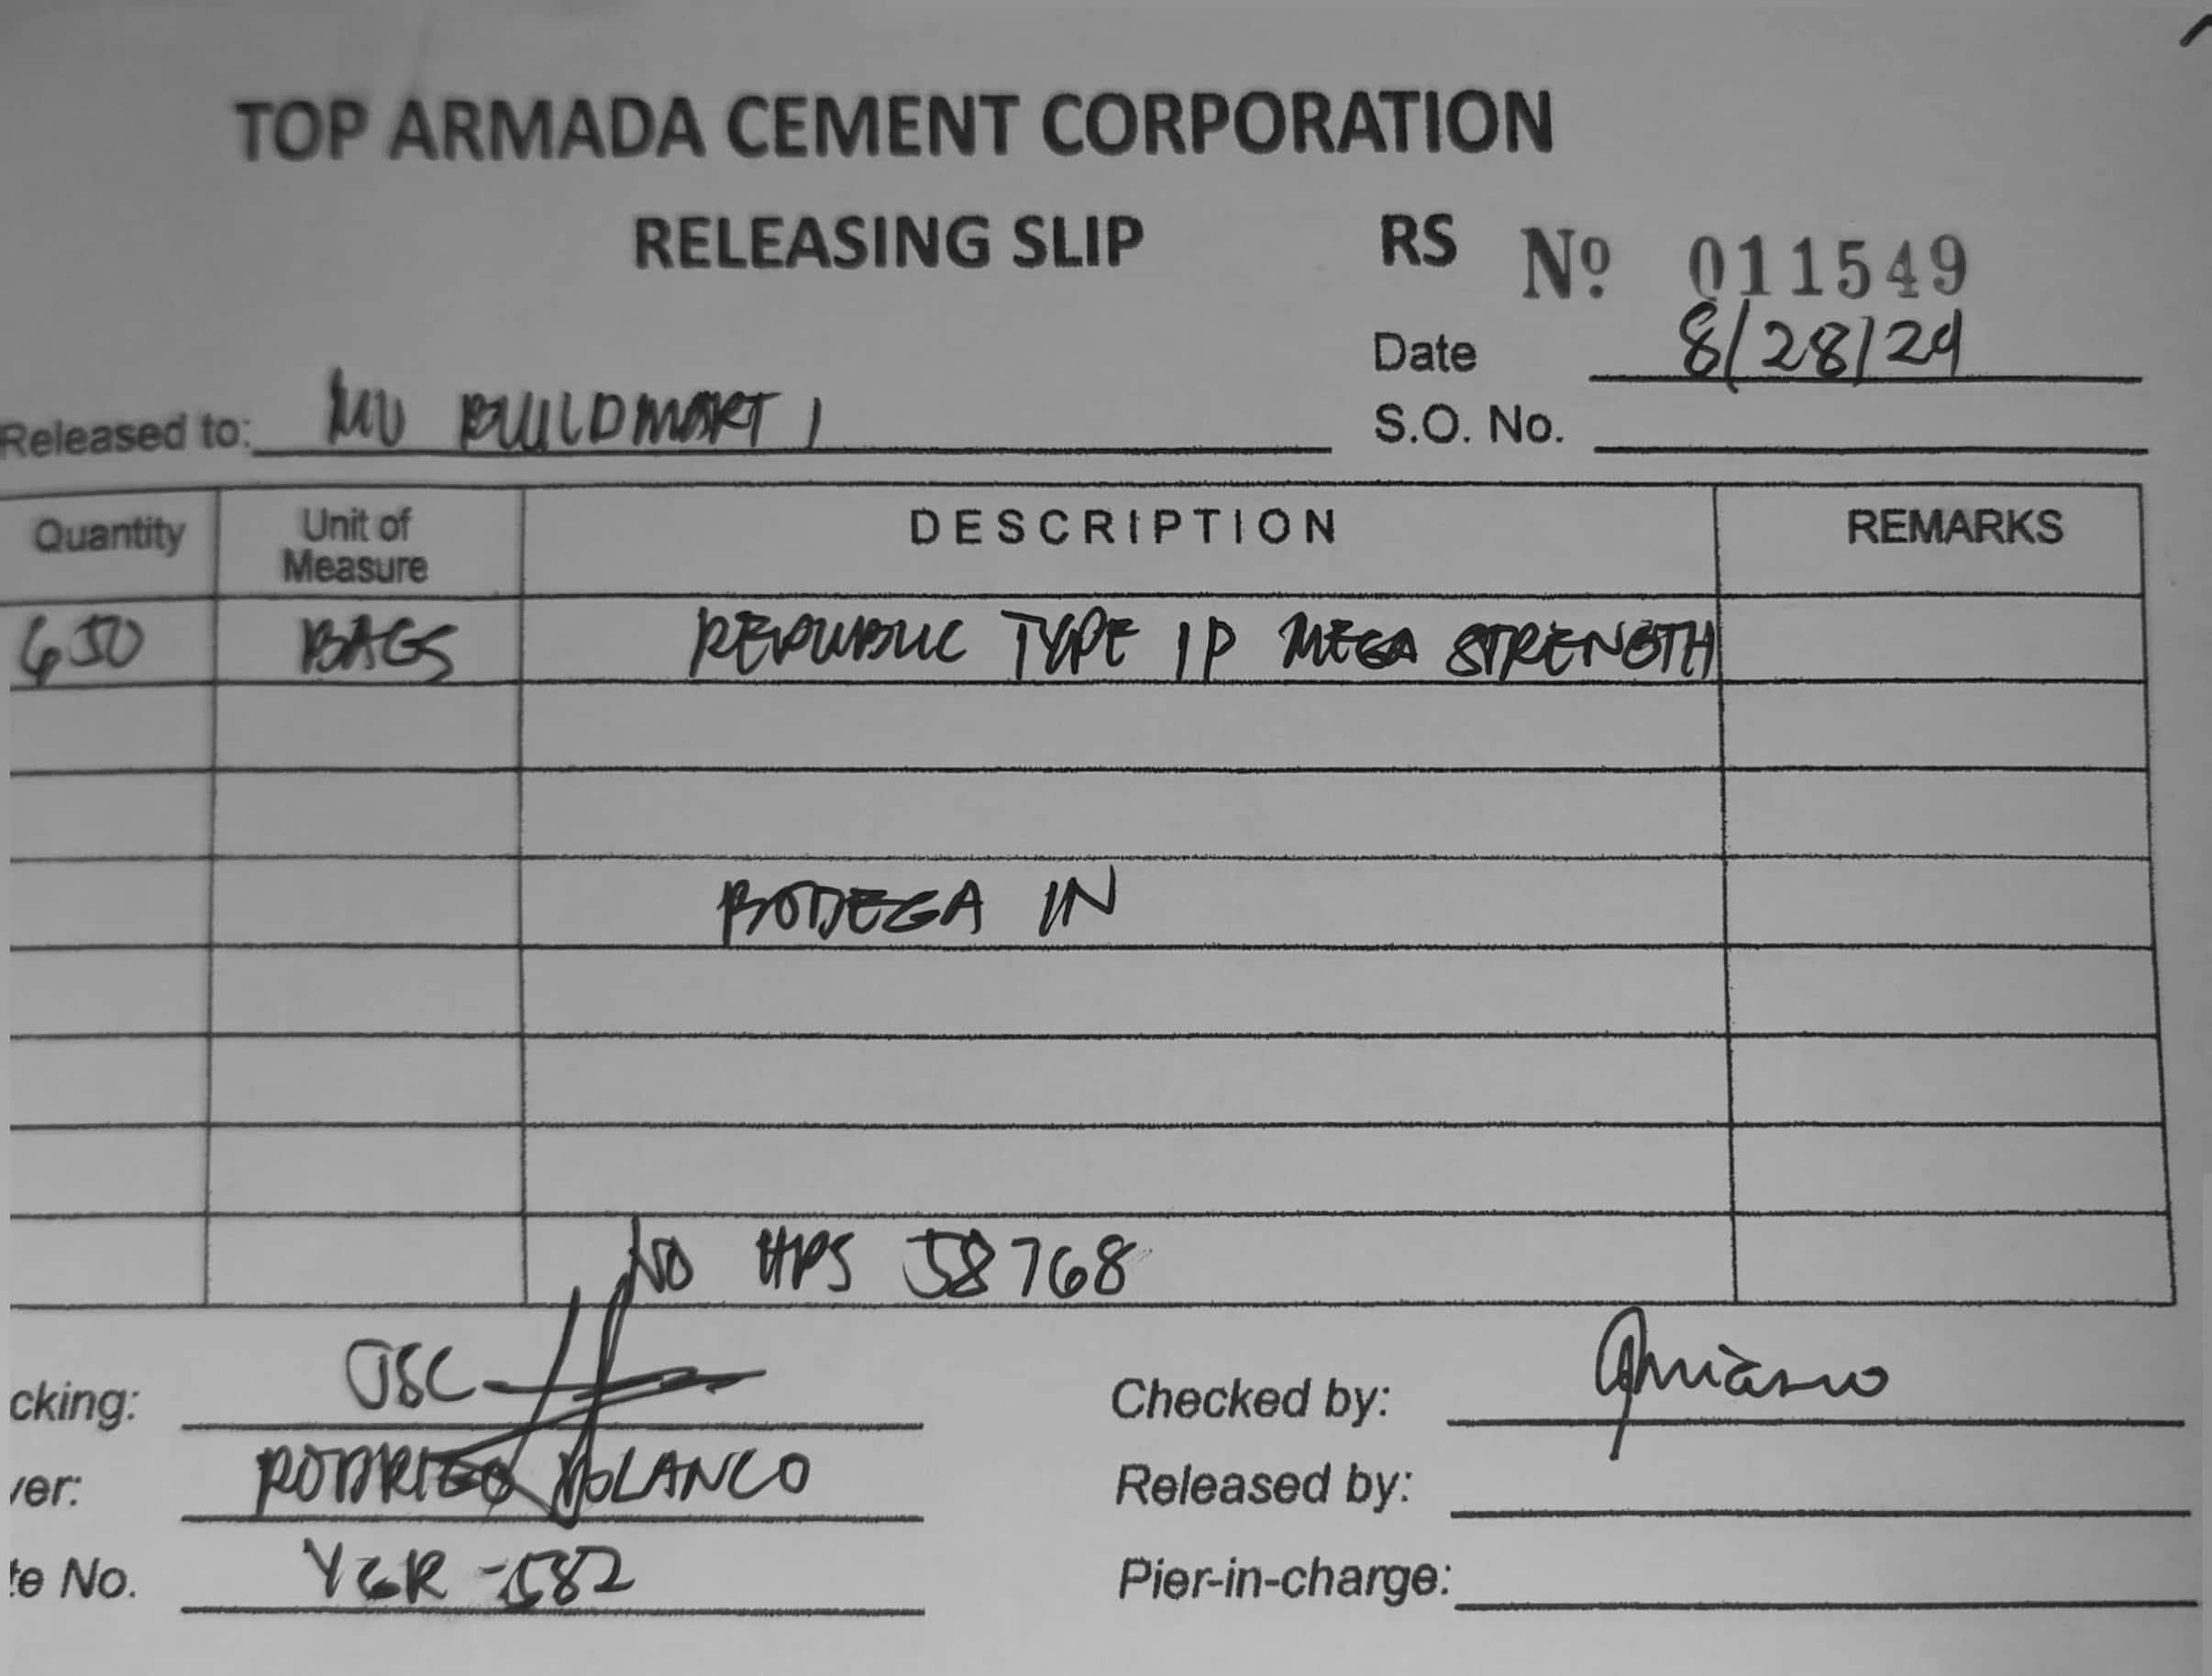 TOP ARMADA CEMENT CORPORATION
RELEASING SLIP RS Nº 011549
Date 8/28/24
Released to: MV BUILDMART 1
S.O. No.
Quantity Unit of Measure DESCRIPTION REMARKS
650 BAGS REPUBLIC TYPE 1P MEGA STRENGTH
BODEGA IN
NO HPS 58768
cking: JSC Checked by:
ver: RODRIGO POLANCO Released by:
te No. YGR-582 Pier-in-charge: